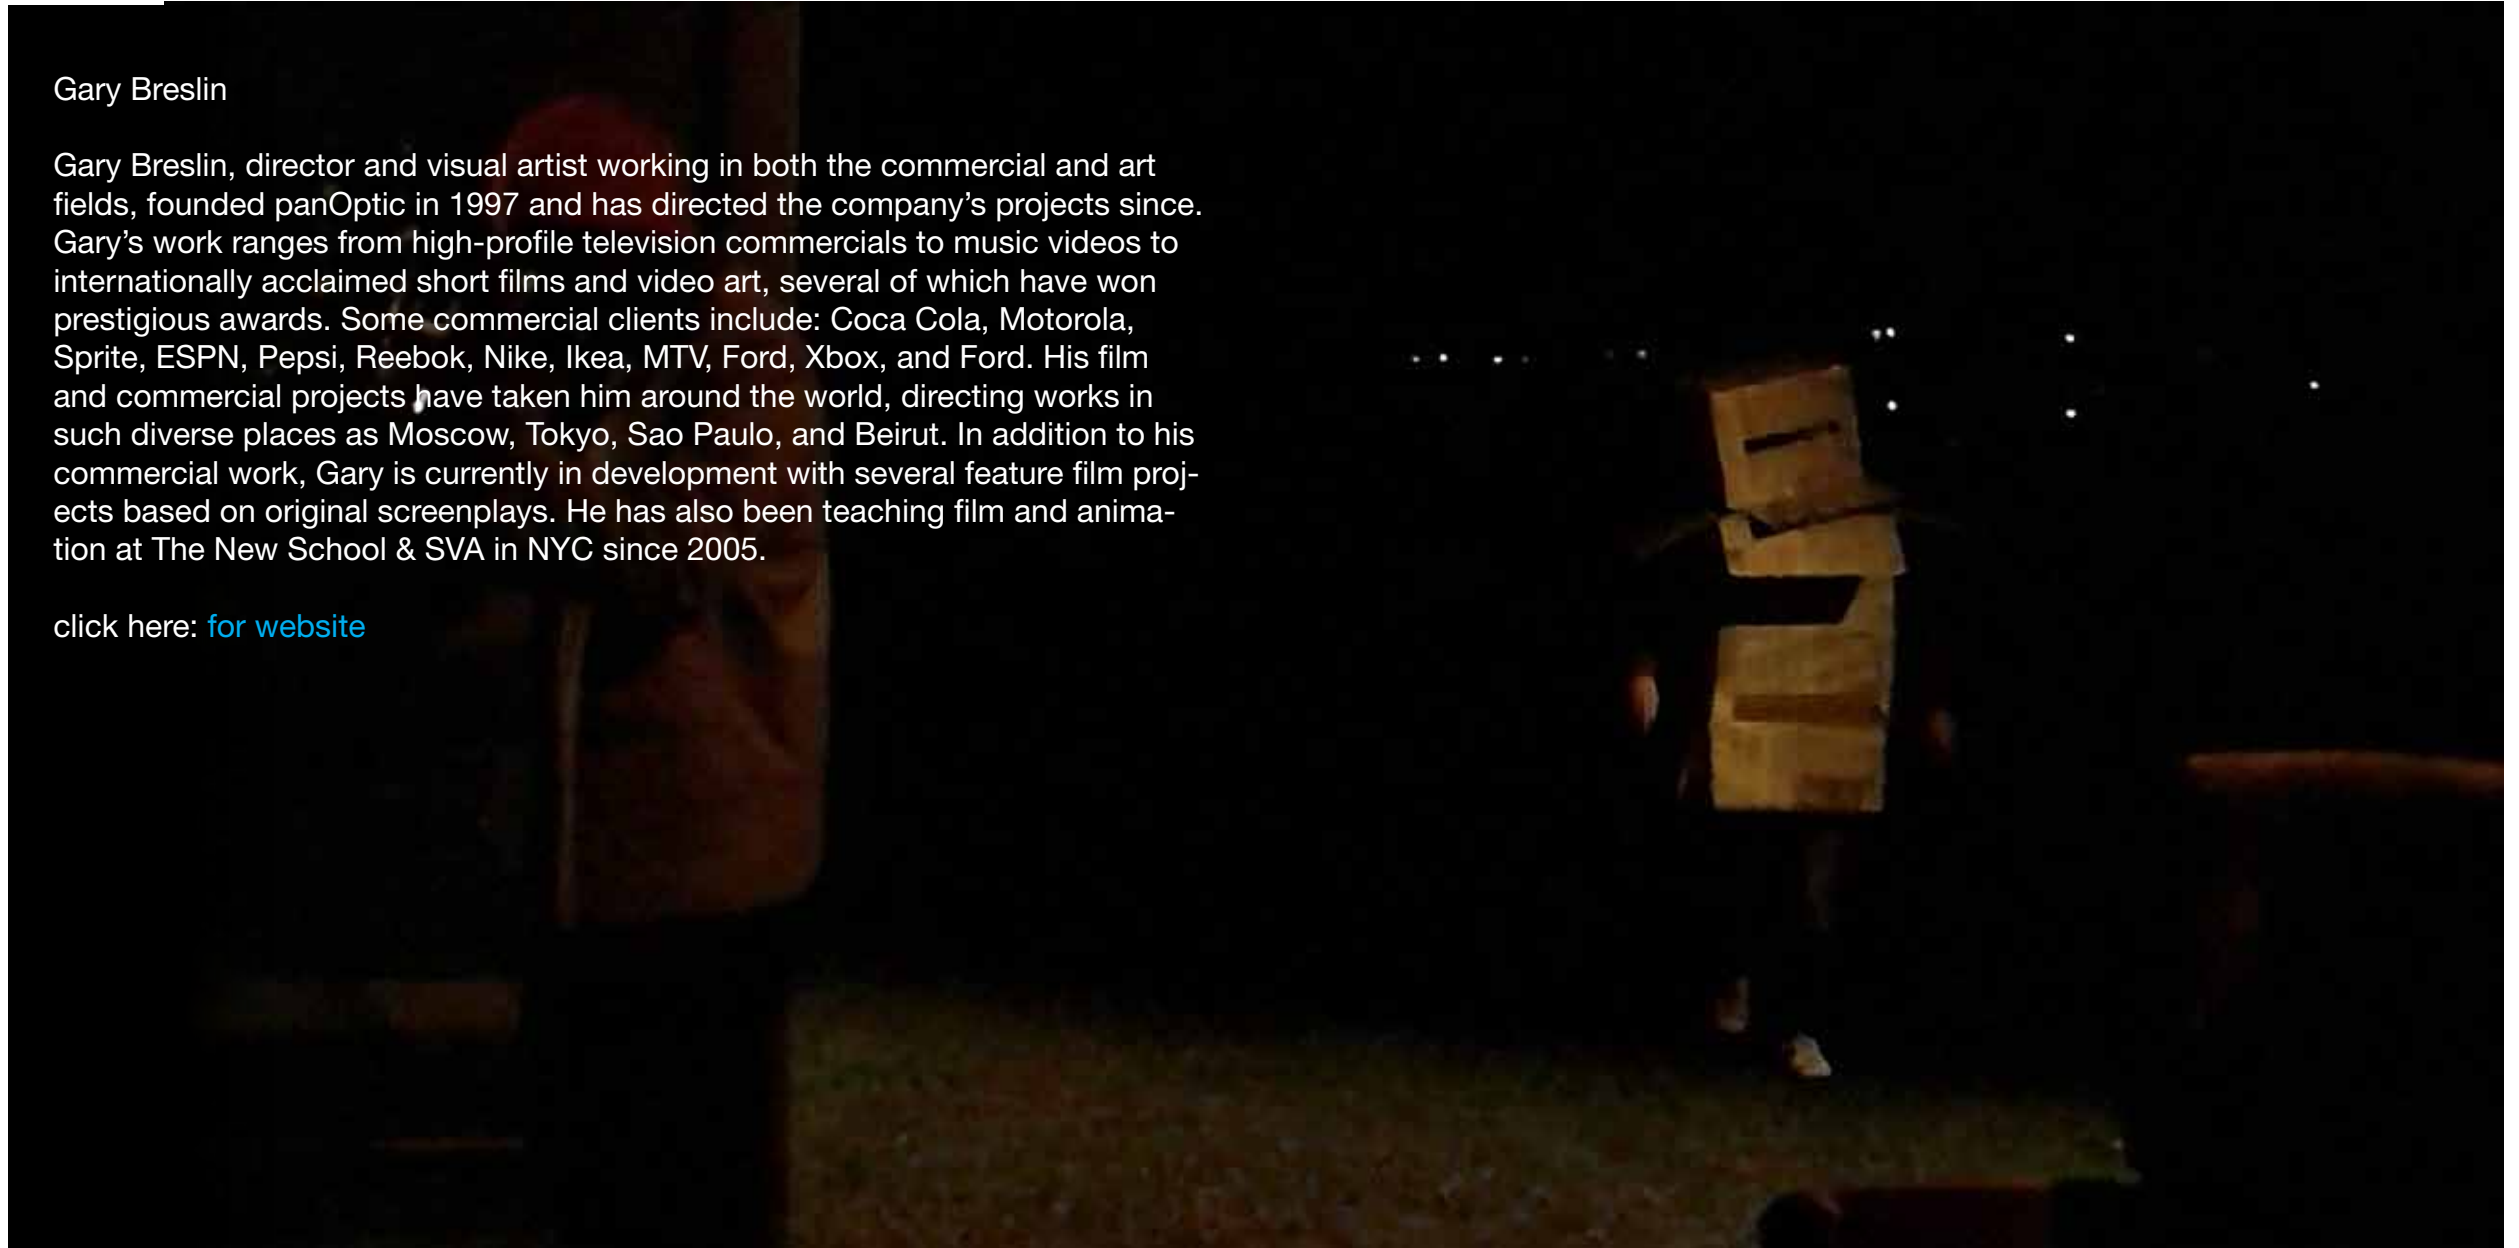 Gary Breslin
Gary Breslin, director and visual artist working in both the commercial and art
fields, founded panOptic in 1997 and has directed the company’s projects since.
Gary’s work ranges from high-profile television commercials to music videos to
internationally acclaimed short films and video art, several of which have won
prestigious awards. Some commercial clients include: Coca Cola, Motorola,
Sprite, ESPN, Pepsi, Reebok, Nike, Ikea, MTV, Ford, Xbox, and Ford. His film
and commercial projects have taken him around the world, directing works in
such diverse places as Moscow, Tokyo, Sao Paulo, and Beirut. In addition to his
commercial work, Gary is currently in development with several feature film proj-
ects based on original screenplays. He has also been teaching film and anima-
tion at The New School & SVA in NYC since 2005.
click here: for website